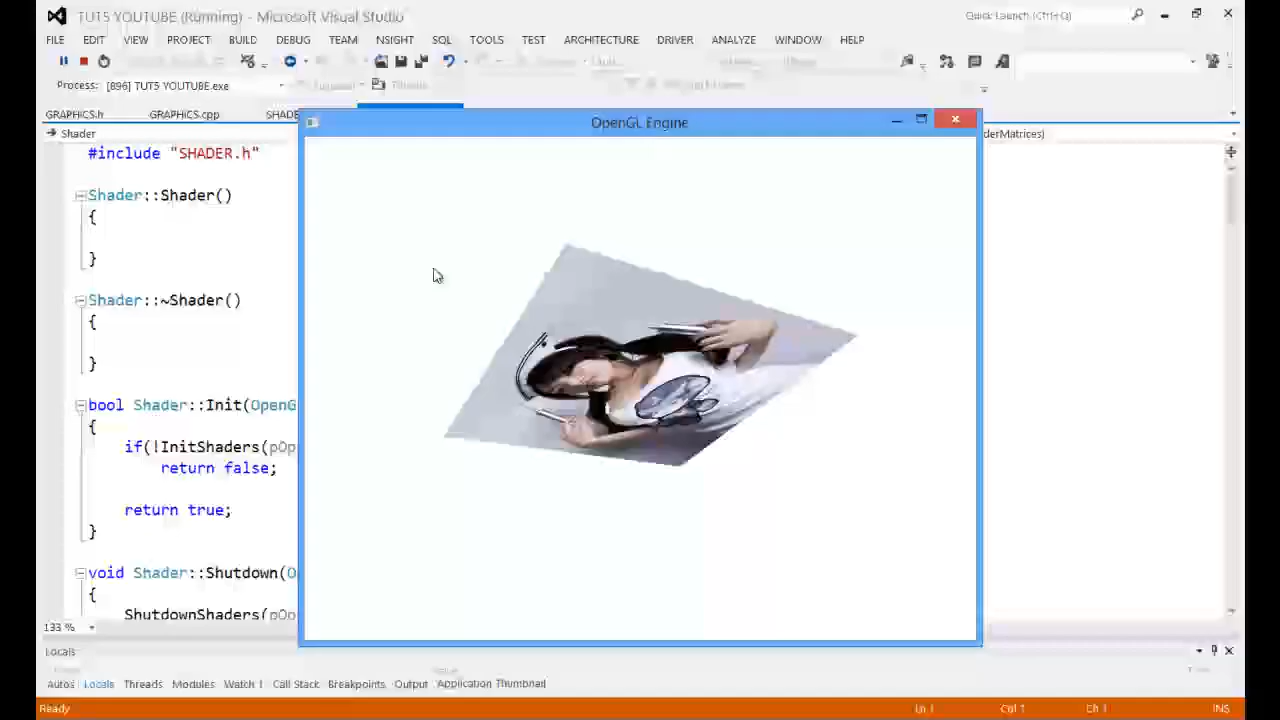 TUT5 YOUTUBE (Running) - Microsoft Visual Studio
Quick Launch (Ctrl+Q)
FILE EDIT VIEW PROJECT BUILD DEBUG TEAM NSIGHT SQL TOOLS TEST ARCHITECTURE DRIVER ANALYZE WINDOW HELP
Process: [896] TUT5 YOUTUBE.exe
GRAPHICS.h GRAPHICS.cpp SHADE
OpenGL Engine
Shader
derMatrices)
#include "SHADER.h"
Shader::Shader()
{
}
Shader::~Shader()
{
}
bool Shader::Init(OpenG
{
if(!InitShaders(pOp
return false;
return true;
}
void Shader::Shutdown(O
{
ShutdownShaders(pOp
133 %
Locals
Autos Locals Threads Modules Watch 1 Call Stack Breakpoints Output Application Thumbnail
Ready Ln 1 Col 1 Ch 1 INS